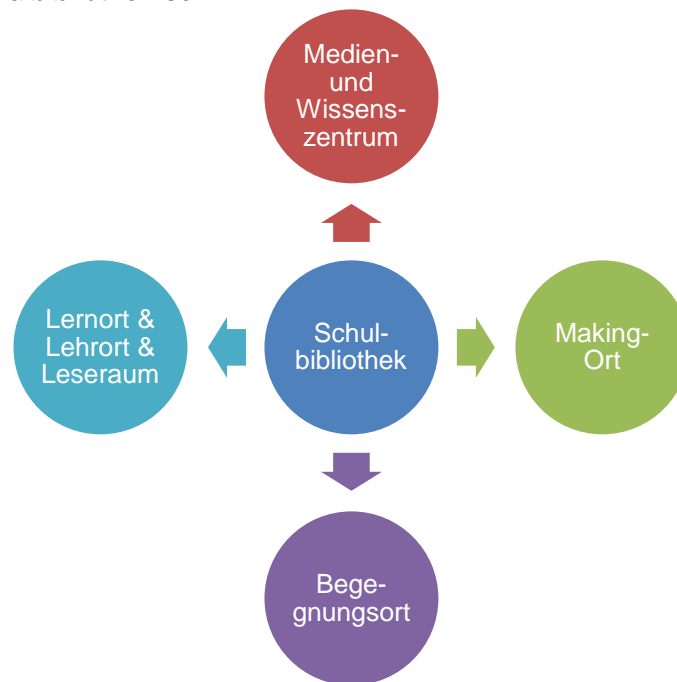 Medien-
und
Wissens-
zentrum
Lernort &
Lehrort &
Leseraum
Schul-
bibliothek
Making-
Ort
Bege-
gnungsort